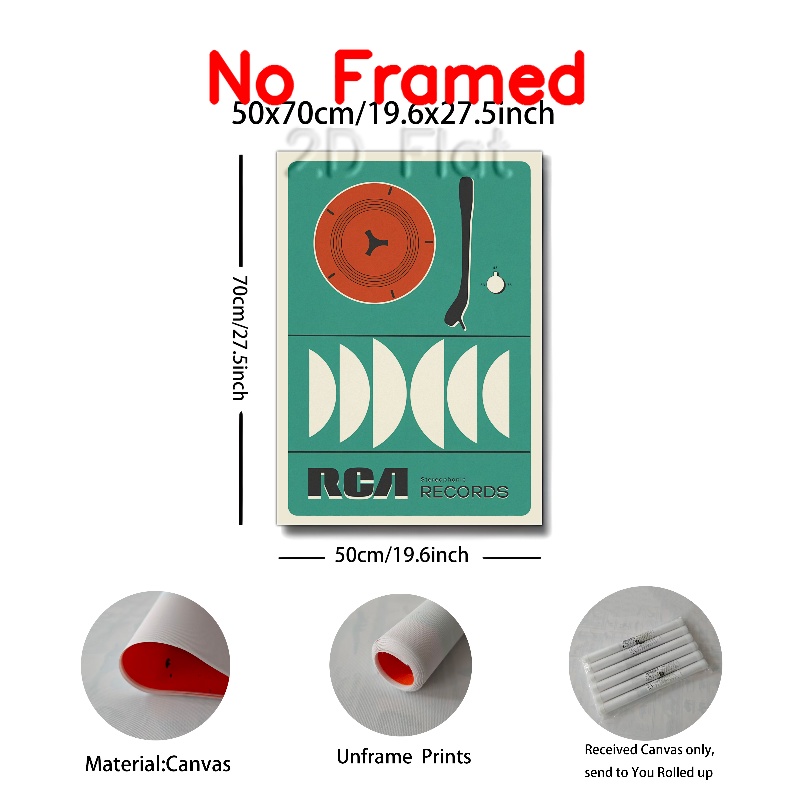 No Framed
50x70cm/19.6x27.5inch
2D Flat
70cm/27.5inch
RCA
Stereophonic
RECORDS
50cm/19.6inch
Material:Canvas
Unframe Prints
Received Canvas only,
send to You Rolled up